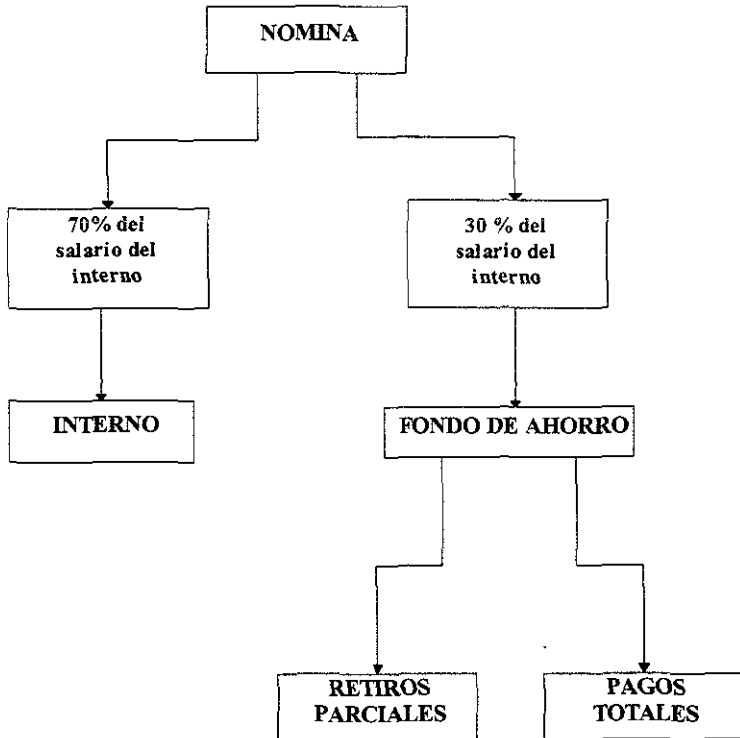 NOMINA
70% del
salario del
interno
30 % del
salario del
interno
INTERNO
FONDO DE AHORRO
RETIROS
PARCIALES
PAGOS
TOTALES